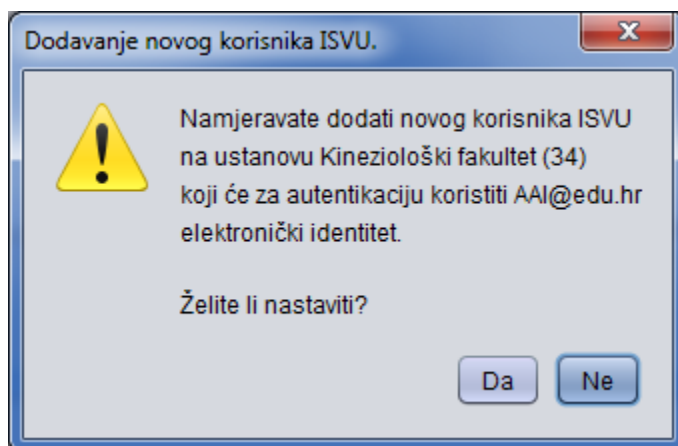 Dodavanje novog korisnika ISVU.
Namjeravate dodati novog korisnika ISVU
na ustanovu Kineziološki fakultet (34)
koji će za autentikaciju koristiti AAI@edu.hr
elektronički identitet.
Želite li nastaviti?
Da
Ne